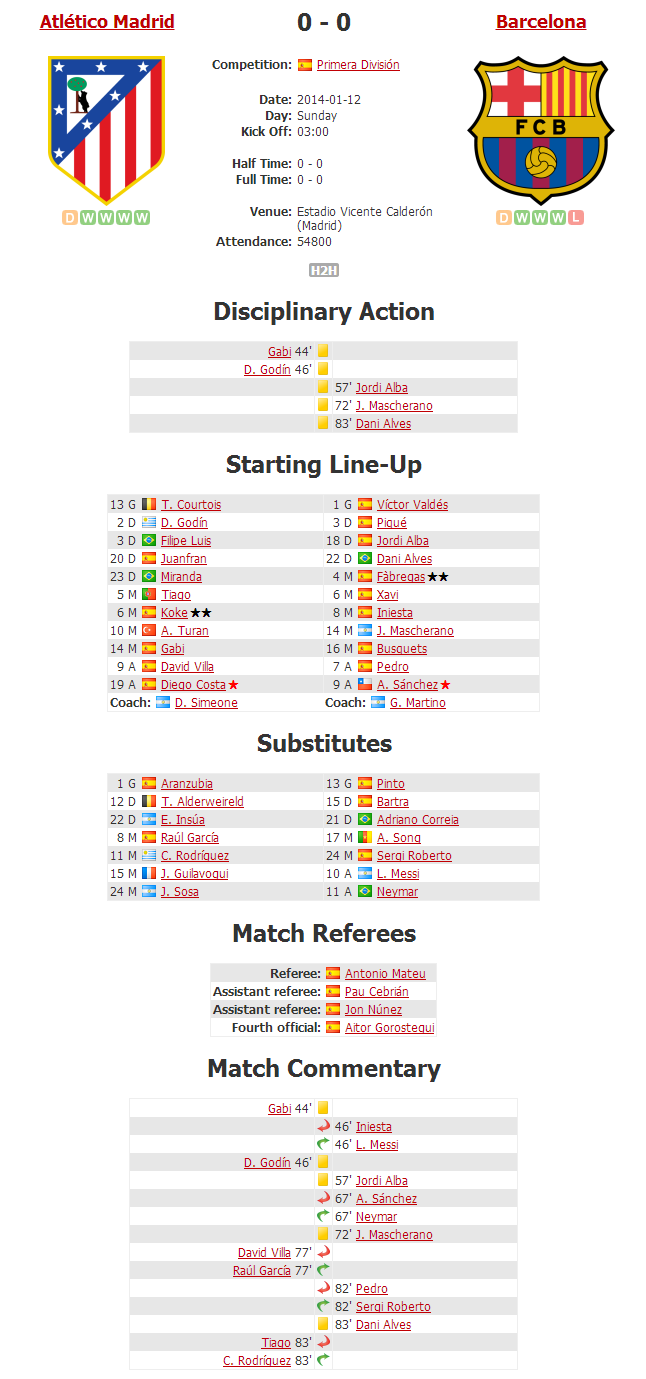 Atlético Madrid 0 - 0 Barcelona
Competition: Primera División
Date: 2014-01-12
Day: Sunday
Kick Off: 03:00
Half Time: 0 - 0
Full Time: 0 - 0
Venue: Estadio Vicente Calderón
(Madrid)
Attendance: 54800
FCB
D W W W W
D W W W L
H2H
Disciplinary Action
Gabi 44'
D. Godín 46'
57' Jordi Alba
72' J. Mascherano
83' Dani Alves
Starting Line-Up
13 G T. Courtois 1 G Víctor Valdés
2 D D. Godín 3 D Piqué
3 D Filipe Luis 18 D Jordi Alba
20 D Juanfran 22 D Dani Alves
23 D Miranda 4 M Fàbregas ★★
5 M Tiago 6 M Xavi
6 M Koke ★★ 8 M Iniesta
10 M A. Turan 14 M J. Mascherano
14 M Gabi 16 M Busquets
9 A David Villa 7 A Pedro
19 A Diego Costa ★ 9 A A. Sánchez ★
Coach: D. Simeone Coach: G. Martino
Substitutes
1 G Aranzubia 13 G Pinto
12 D T. Alderweireld 15 D Bartra
22 D E. Insúa 21 D Adriano Correia
8 M Raúl García 17 M A. Song
11 M C. Rodríguez 24 M Sergi Roberto
15 M J. Guilavogui 10 A L. Messi
24 M J. Sosa 11 A Neymar
Match Referees
Referee: Antonio Mateu
Assistant referee: Pau Cebrián
Assistant referee: Jon Núnez
Fourth official: Aitor Gorostegui
Match Commentary
Gabi 44'
46' Iniesta
46' L. Messi
D. Godín 46'
57' Jordi Alba
67' A. Sánchez
67' Neymar
72' J. Mascherano
David Villa 77'
Raúl García 77'
82' Pedro
82' Sergi Roberto
83' Dani Alves
Tiago 83'
C. Rodríguez 83'